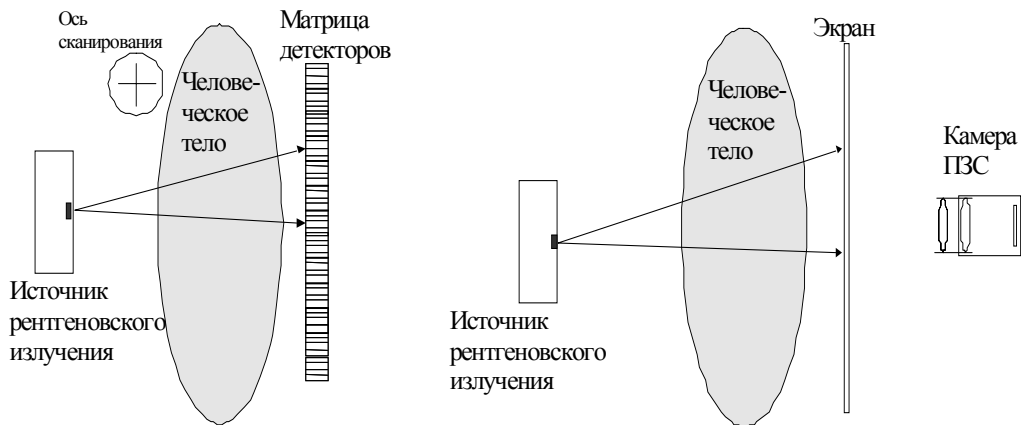 Ось
сканирования
Матрица
детекторов
Челове-
ческое
тело
Источник
рентгеновского
излучения
Экран
Челове-
ческое
тело
Камера
ПЗС
Источник
рентгеновского
излучения